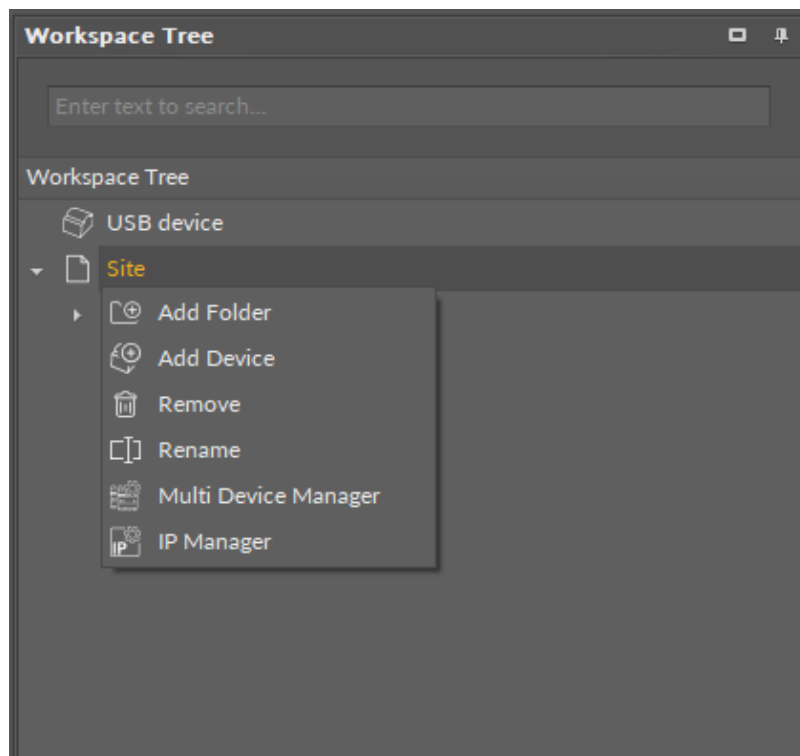 Workspace Tree
Enter text to search...
Workspace Tree
USB device
Site
Add Folder
Add Device
Remove
Rename
Multi Device Manager
IP IP Manager